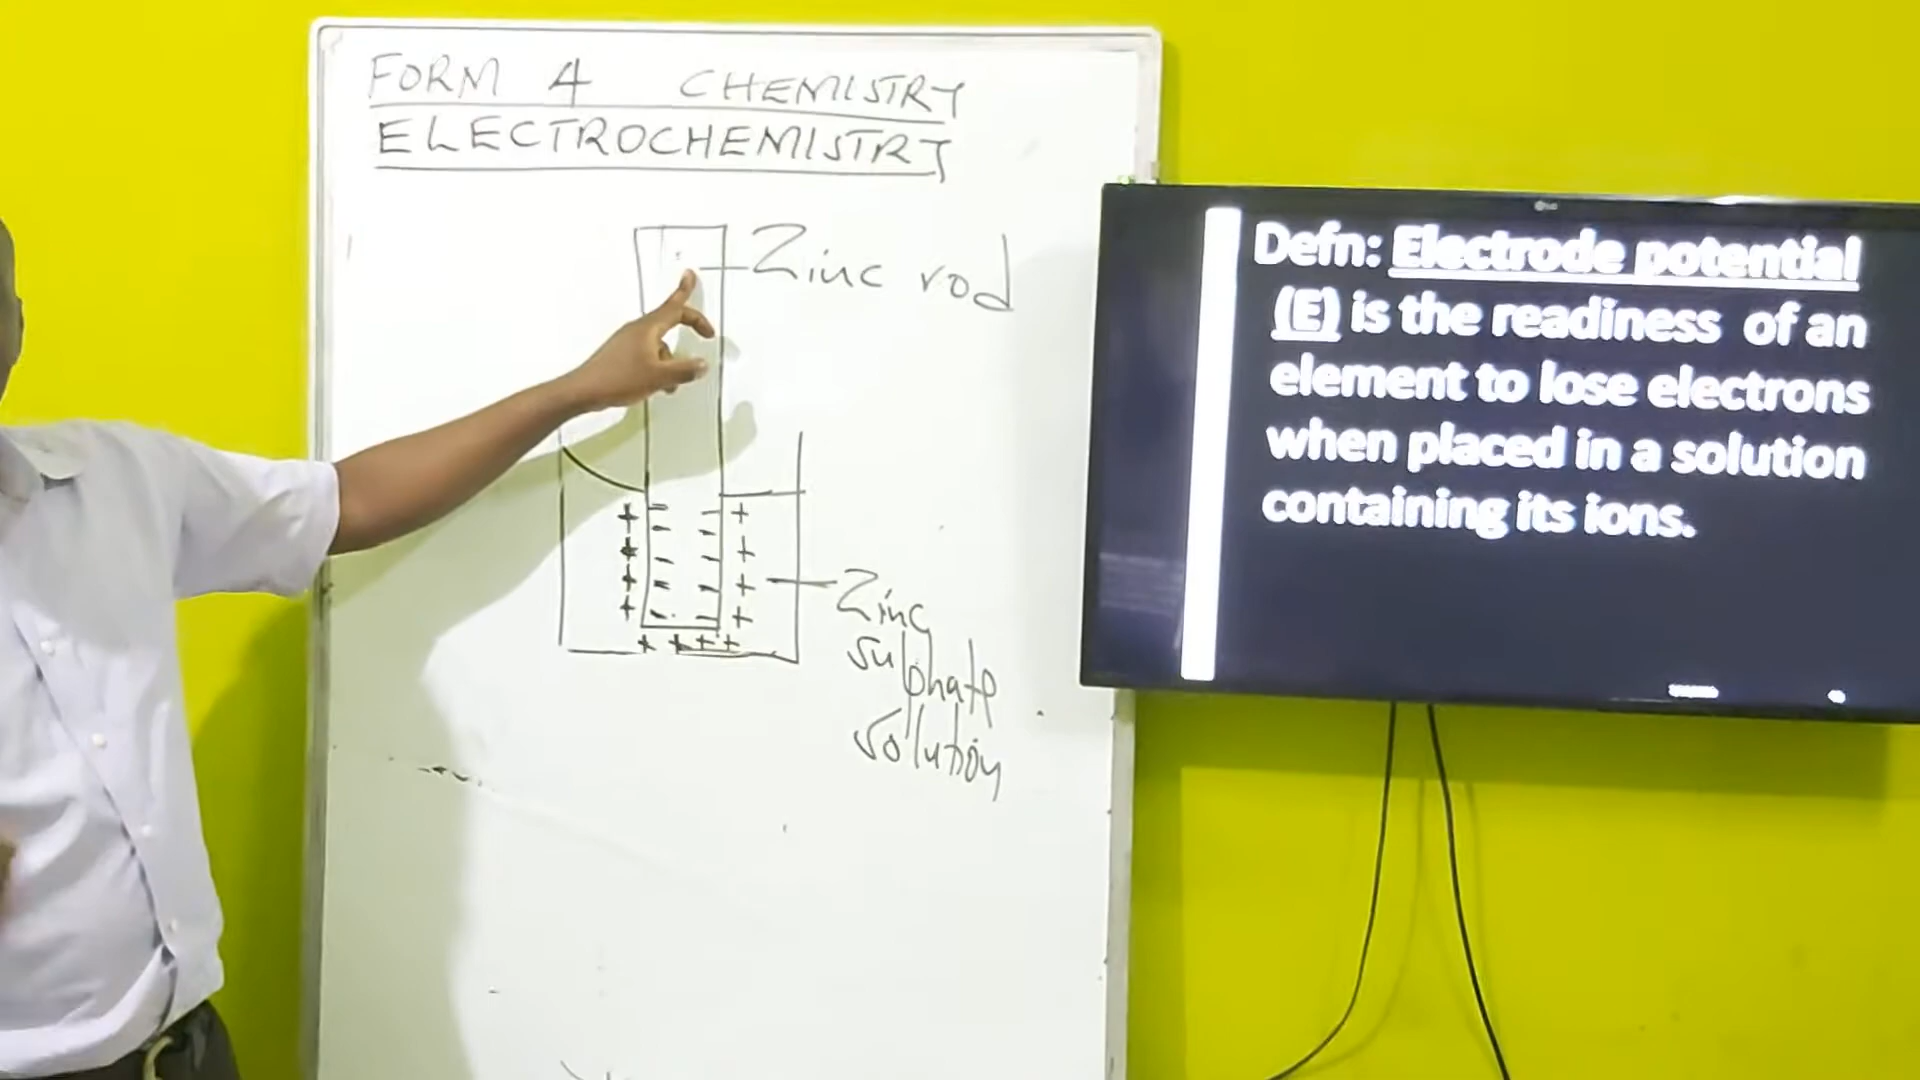 FORM 4 CHEMISTRY
ELECTROCHEMISTRY
Zinc rod
+ = - +
+ - - +
+ = - +
+ - - +
+ + + +
Zinc
sulphate
solution
Defn: Electrode potential
(E) is the readiness of an
element to lose electrons
when placed in a solution
containing its ions.